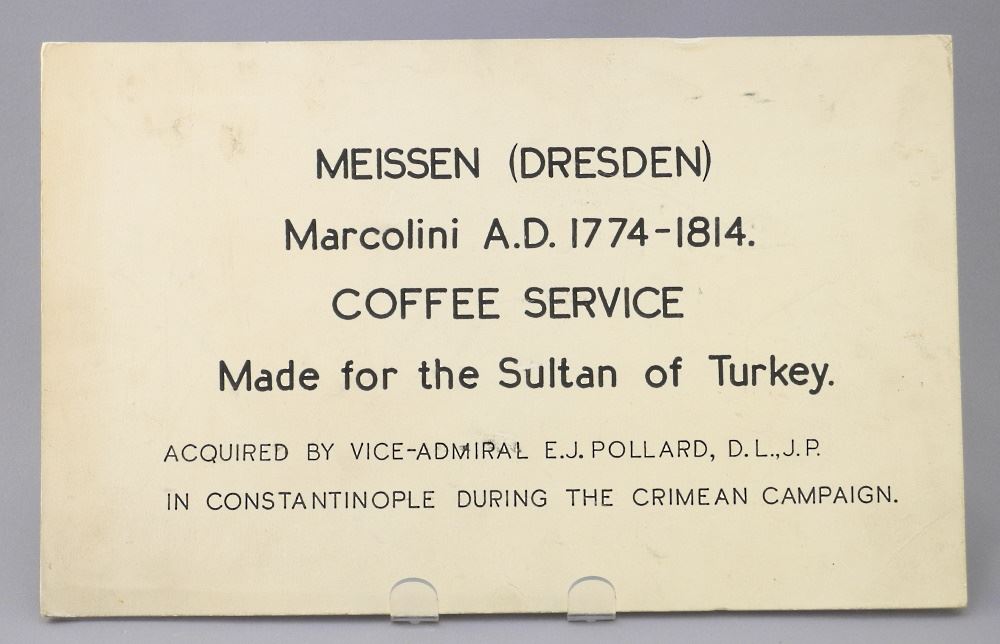 MEISSEN (DRESDEN)
Marcolini A.D. 1774-1814.
COFFEE SERVICE
Made for the Sultan of Turkey.
ACQUIRED BY VICE-ADMIRAL E.J. POLLARD, D.L., J.P.
IN CONSTANTINOPLE DURING THE CRIMEAN CAMPAIGN.